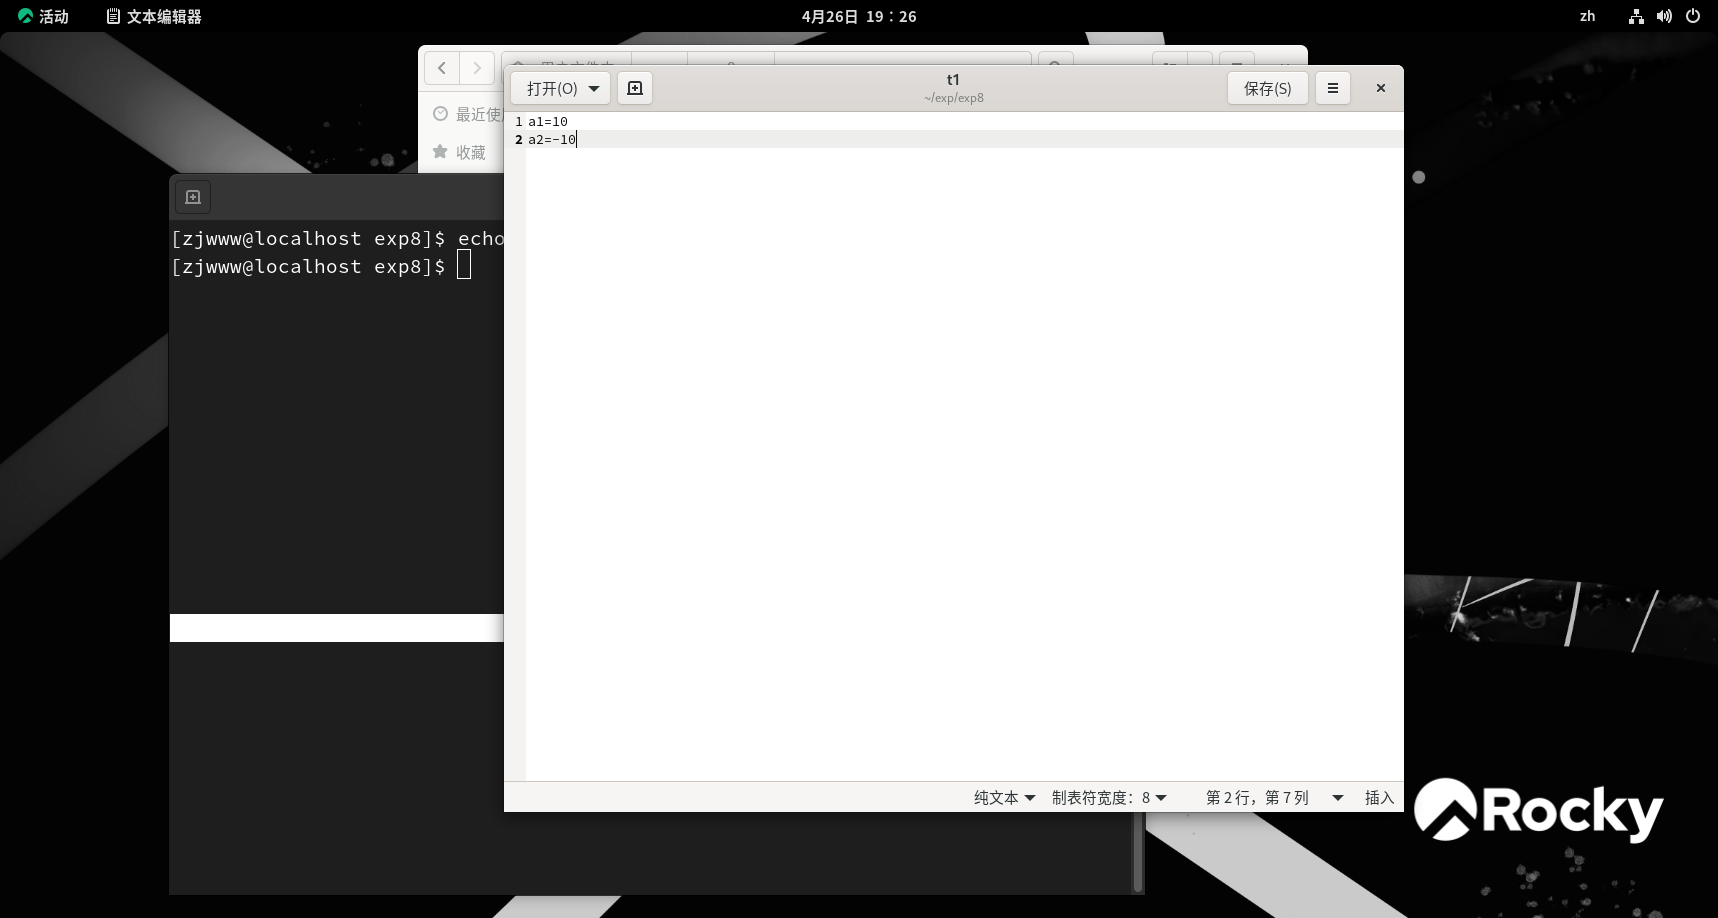 活动 文本编辑器 4月26日 19：26 zh
打开(O) t1 保存(S)
~/exp/exp8
最近使
收藏
1 a1=10
2 a2=-10
[zjwww@localhost exp8]$ echo
[zjwww@localhost exp8]$
纯文本 制表符宽度：8 第 2 行，第 7 列 插入
Rocky